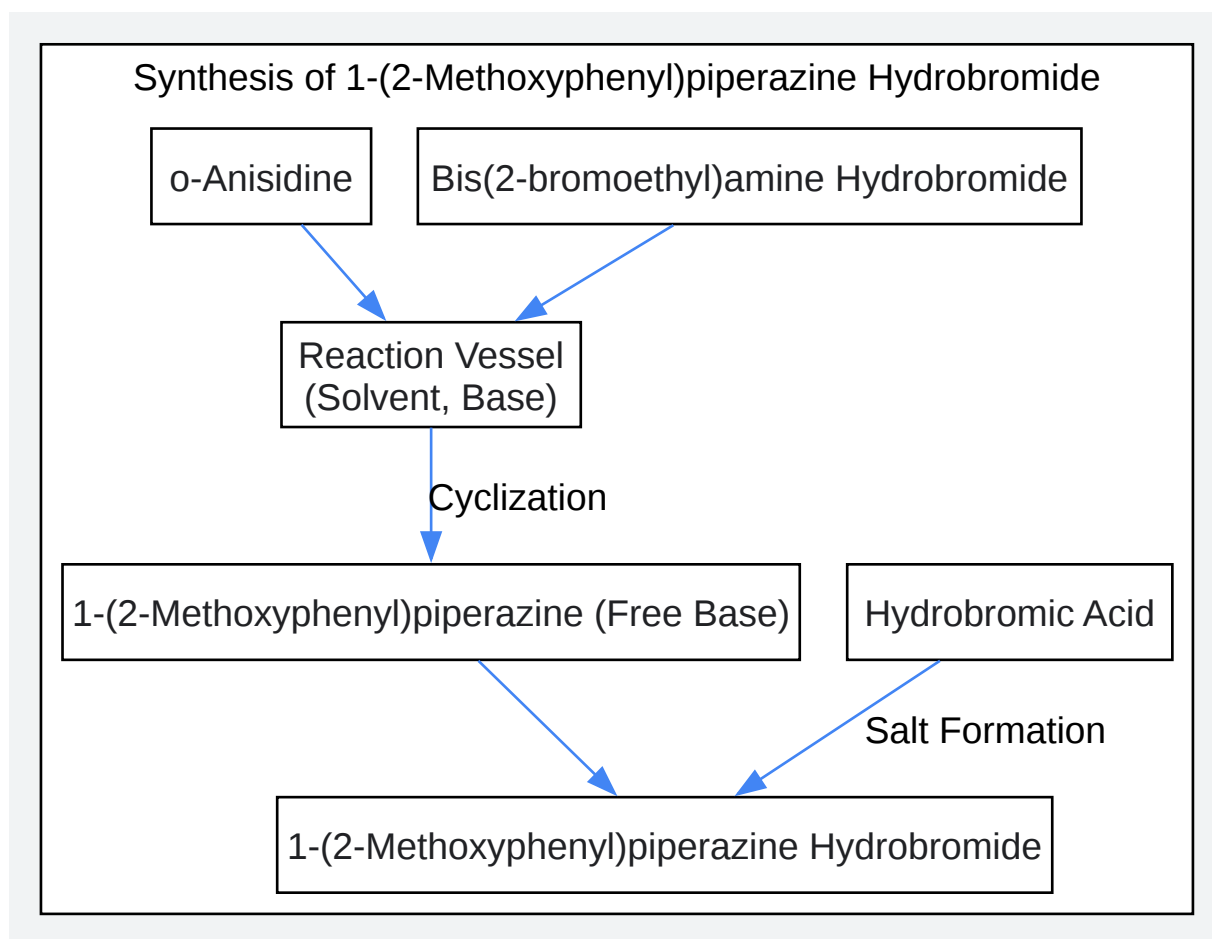 Synthesis of 1-(2-Methoxyphenyl)piperazine Hydrobromide
o-Anisidine
Bis(2-bromoethyl)amine Hydrobromide
Reaction Vessel
(Solvent, Base)
Cyclization
1-(2-Methoxyphenyl)piperazine (Free Base)
Hydrobromic Acid
Salt Formation
1-(2-Methoxyphenyl)piperazine Hydrobromide